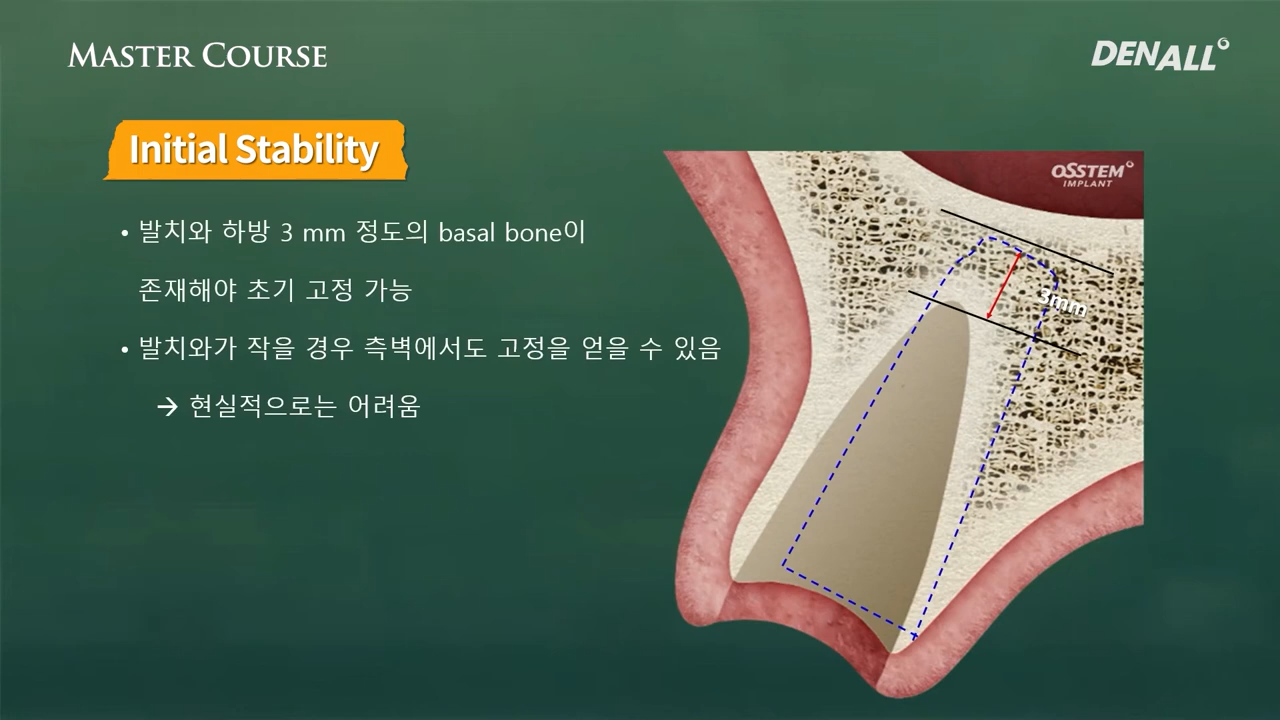 MASTER COURSE
DENALL
Initial Stability
• 발치와 하방 3 mm 정도의 basal bone이
존재해야 초기 고정 가능
• 발치와가 작을 경우 측벽에서도 고정을 얻을 수 있음
→ 현실적으로는 어려움
OSSTEM
IMPLANT
3mm